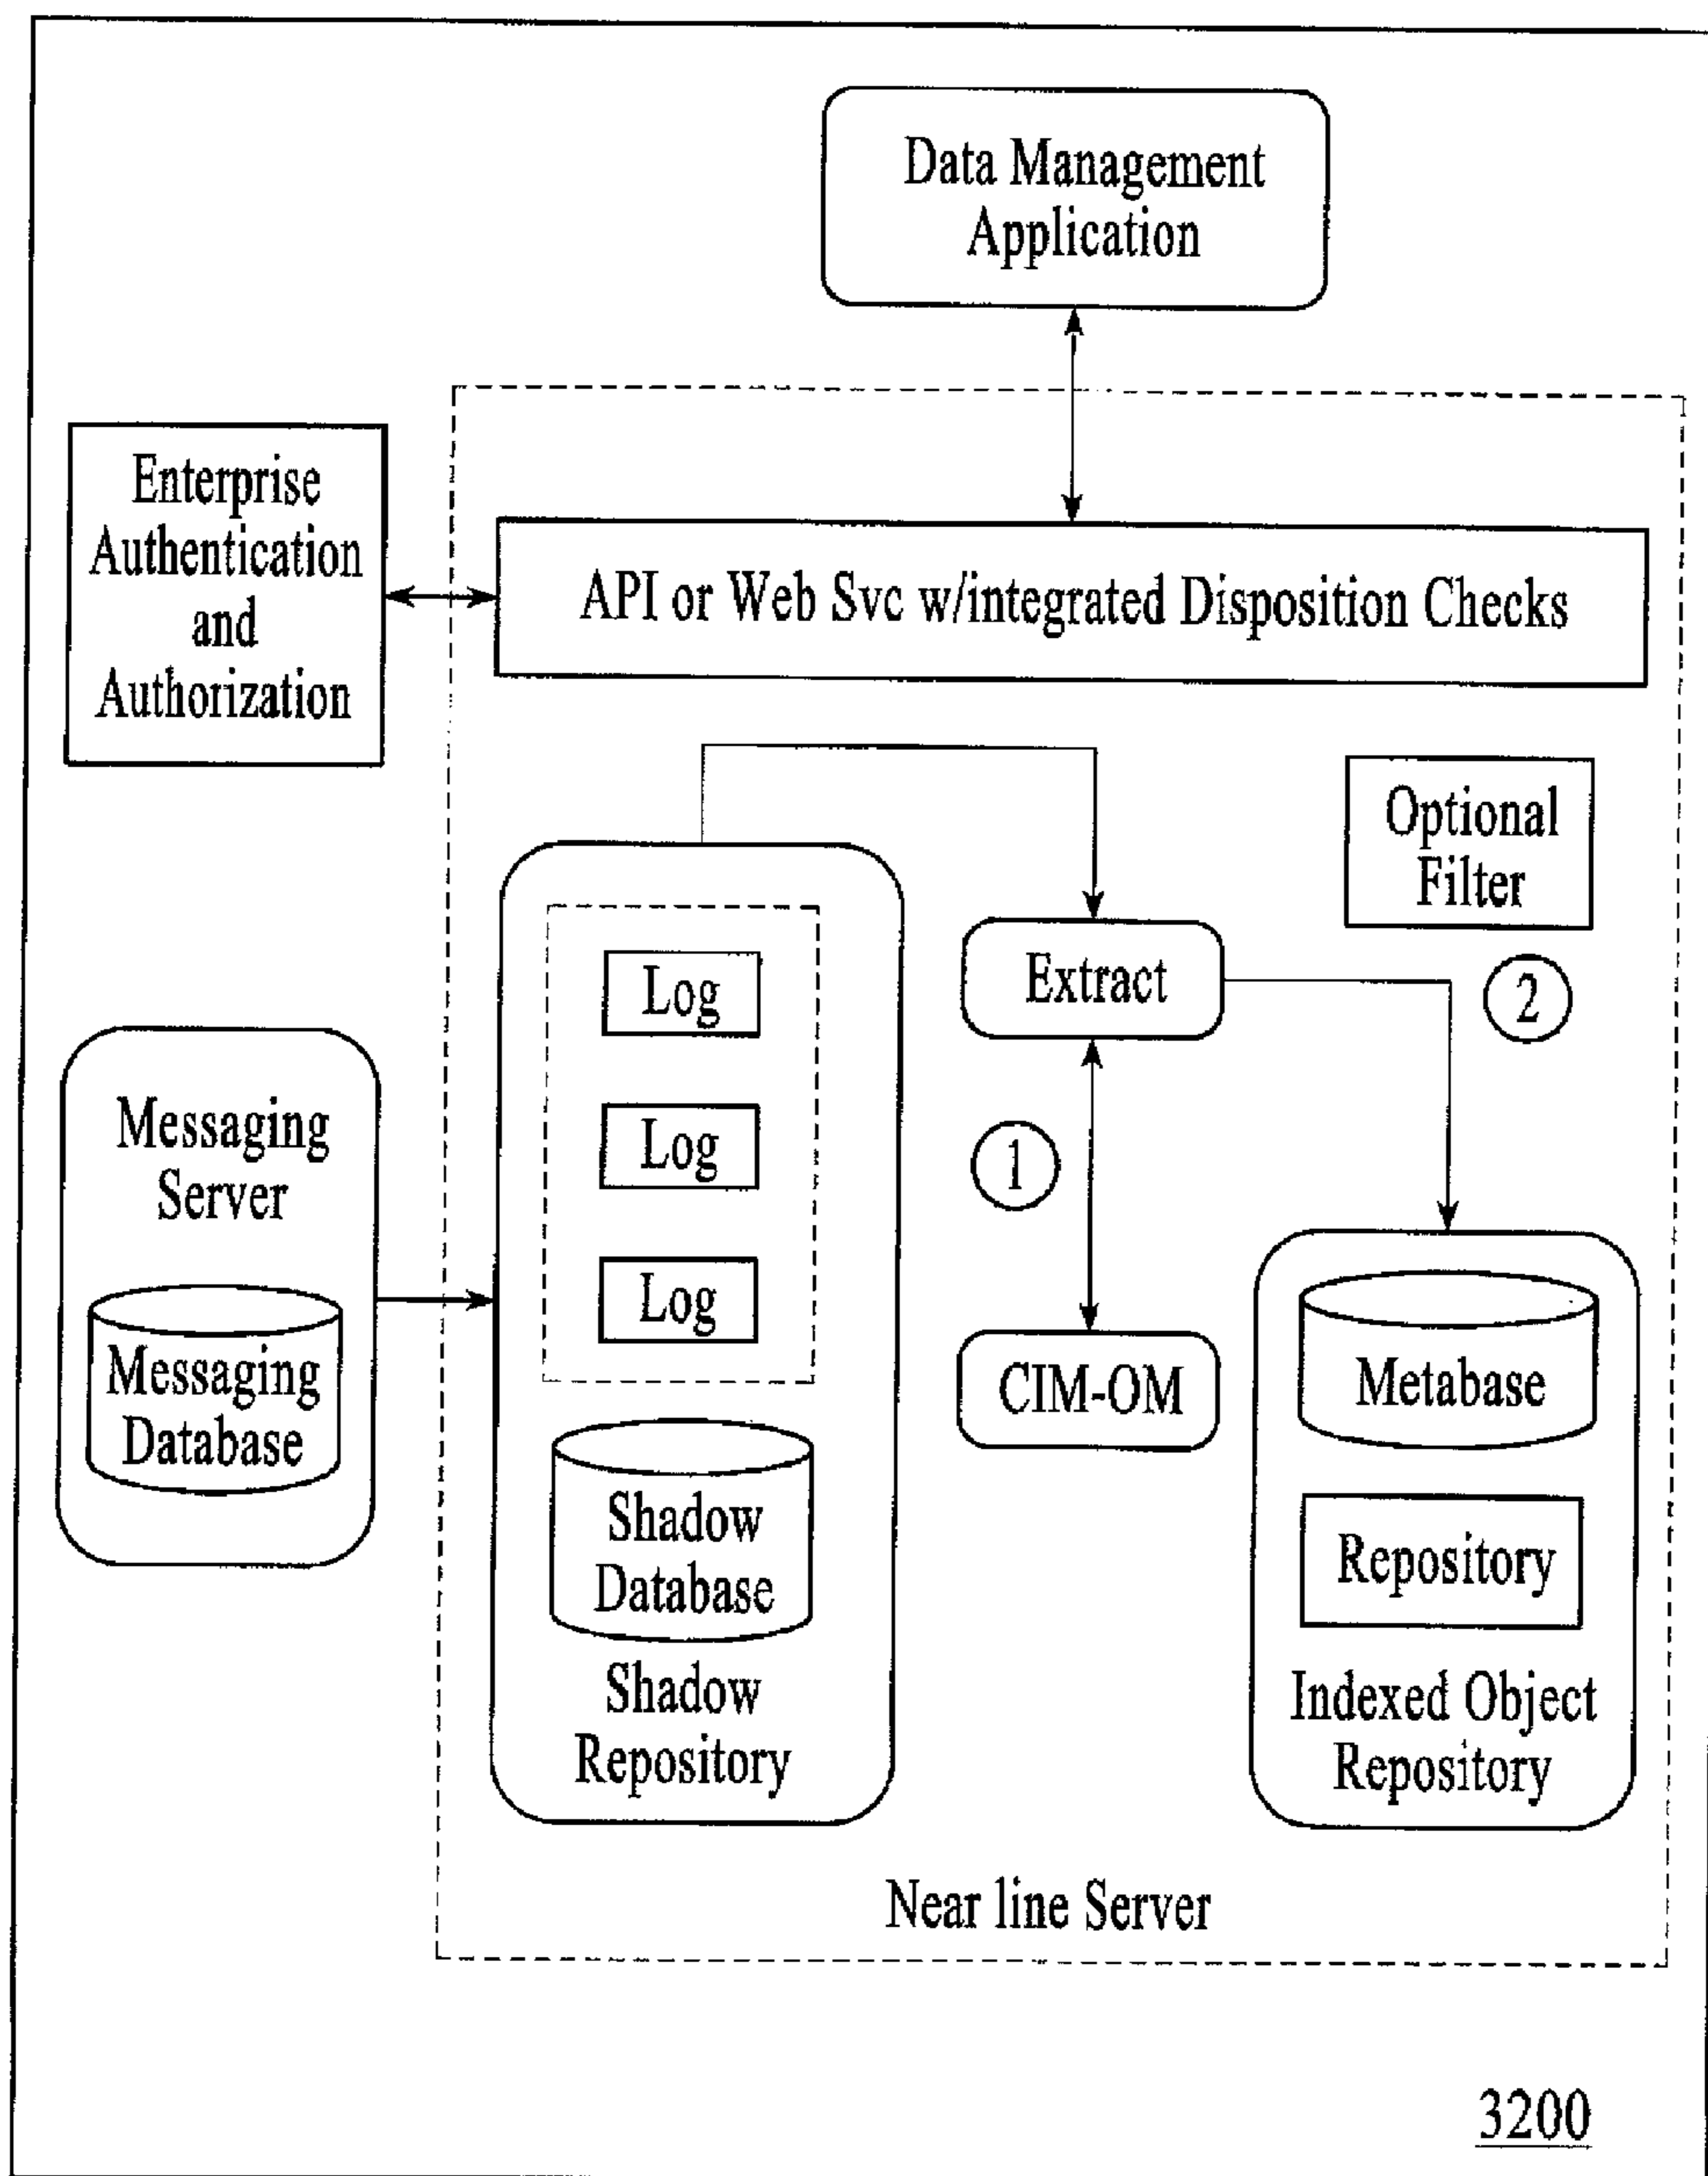 Data Management
Application
Enterprise
Authentication
and
Authorization
API or Web Svc w/integrated Disposition Checks
Optional
Filter
Log
Extract
2
Messaging
Server
Log
1
Log
Messaging
Database
CIM-OM
Metabase
Shadow
Database
Repository
Shadow
Repository
Indexed Object
Repository
Near line Server
3200